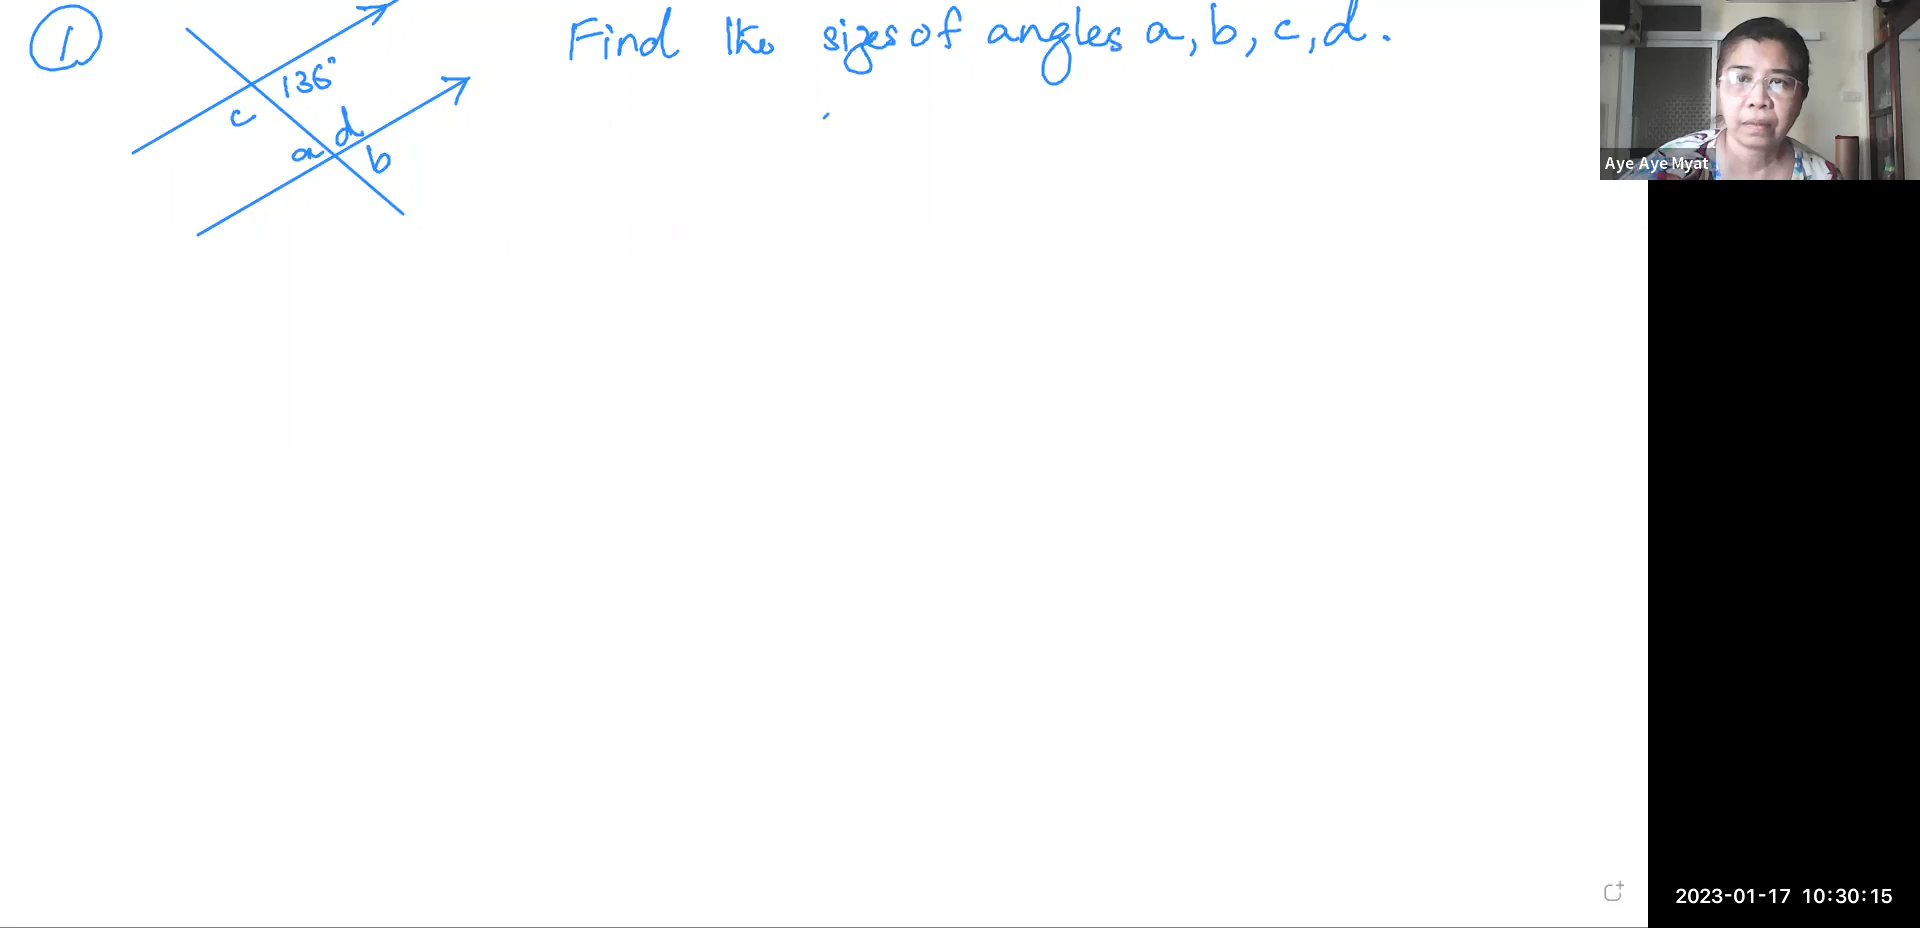 ① Find the sizes of angles a, b, c, d.
136°
c
d
a
b
Aye Aye Myat
2023-01-17 10:30:15